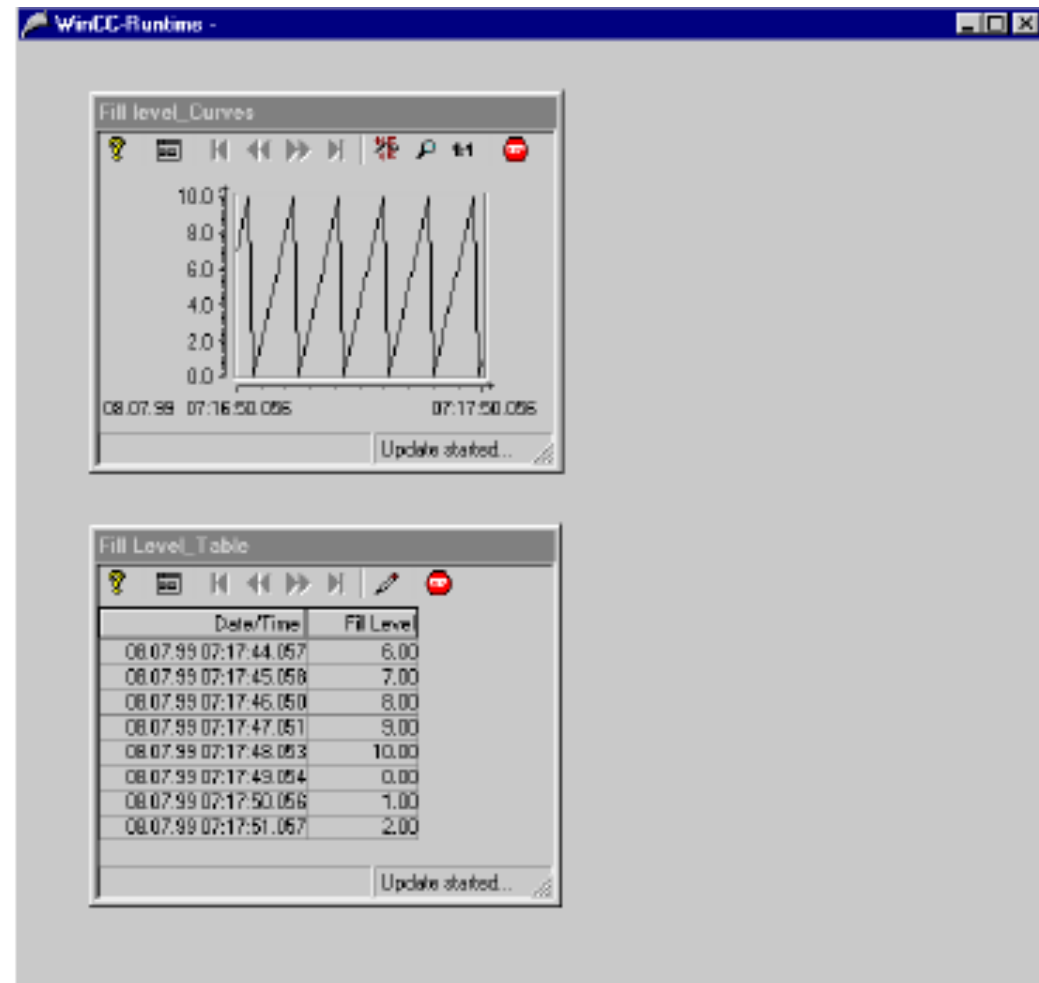 WinCC-Runtime -
Fill level_Curves
1:1
10.0
8.0
6.0
4.0
2.0
0.0
08.07.99 07:16:50.056 07:17:50.056
Update started...
Fill Level_Table
Date/Time Fill Level
08.07.99 07:17:44.057 6.00
08.07.99 07:17:45.058 7.00
08.07.99 07:17:46.050 8.00
08.07.99 07:17:47.051 9.00
08.07.99 07:17:48.053 10.00
08.07.99 07:17:49.054 0.00
08.07.99 07:17:50.056 1.00
08.07.99 07:17:51.057 2.00
Update started...